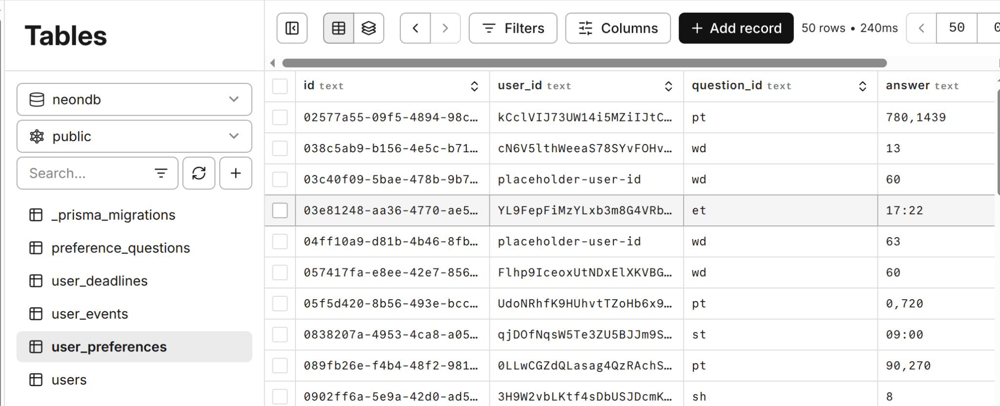 Tables
neondb
public
Search...
_prisma_migrations
preference_questions
user_deadlines
user_events
user_preferences
users
Filters
Columns
+ Add record
50 rows • 240ms
50
id text
user_id text
question_id text
answer text
02577a55-09f5-4894-98c… kCclVIJ73UW14i5MZiIJtC… pt 780,1439
038c5ab9-b156-4e5c-b71… cN6V5lthWeeaS78SYvFOHv… wd 13
03c40f09-5bae-478b-9b7… placeholder-user-id wd 60
03e81248-aa36-4770-ae5… YL9FepFiMzYLxb3m8G4VRb… et 17:22
04ff10a9-d81b-4b46-8fb… placeholder-user-id wd 63
057417fa-e8ee-42e7-856… Flhp9IceoxUtNDxElXKVBG… wd 60
05f5d420-8b56-493e-bcc… UdoNRhfK9HUhvtTZoHb6x9… pt 0,720
0838207a-4953-4ca8-a05… qjDOfNqsW5Te3ZU5BJJm9S… st 09:00
089fb26e-f4b4-48f2-981… 0LLwCGZdQLasag4QzRAchS… pt 90,270
0902ff6a-5e9a-42d0-ad5… 3H9W2vbLKtf4sDbUSJDcmK… sh 8